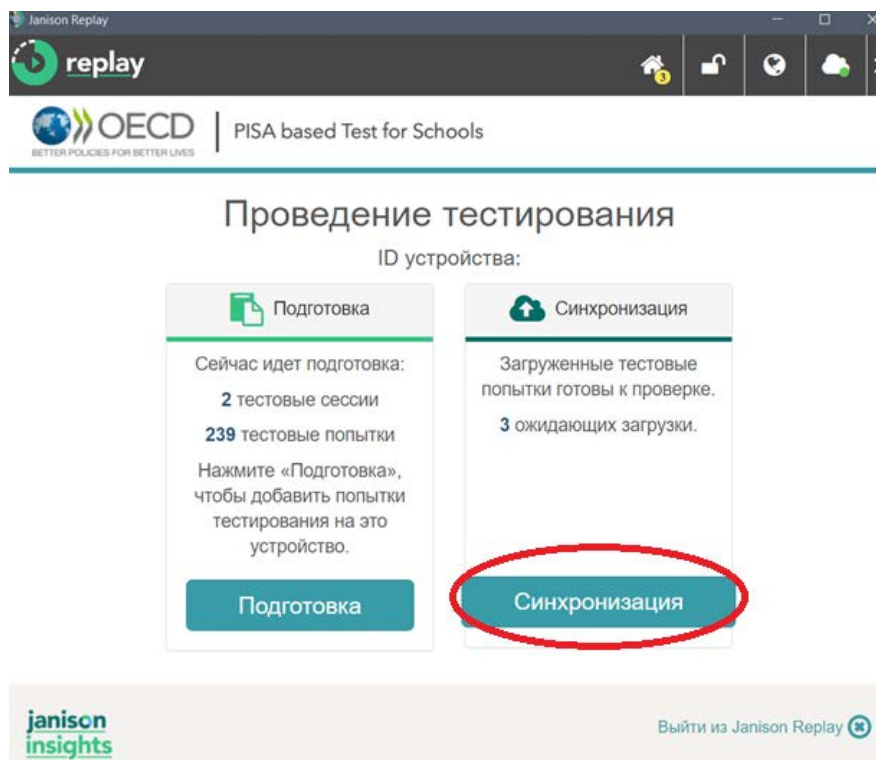 Janison Replay
replay
3
OECD
BETTER POLICIES FOR BETTER LIVES
PISA based Test for Schools
Проведение тестирования
ID устройства:
Подготовка
Сейчас идет подготовка:
2 тестовые сессии
239 тестовые попытки
Нажмите «Подготовка»,
чтобы добавить попытки
тестирования на это
устройство.
Подготовка
Синхронизация
Загруженные тестовые
попытки готовы к проверке.
3 ожидающих загрузки.
Синхронизация
janison
insights
Выйти из Janison Replay